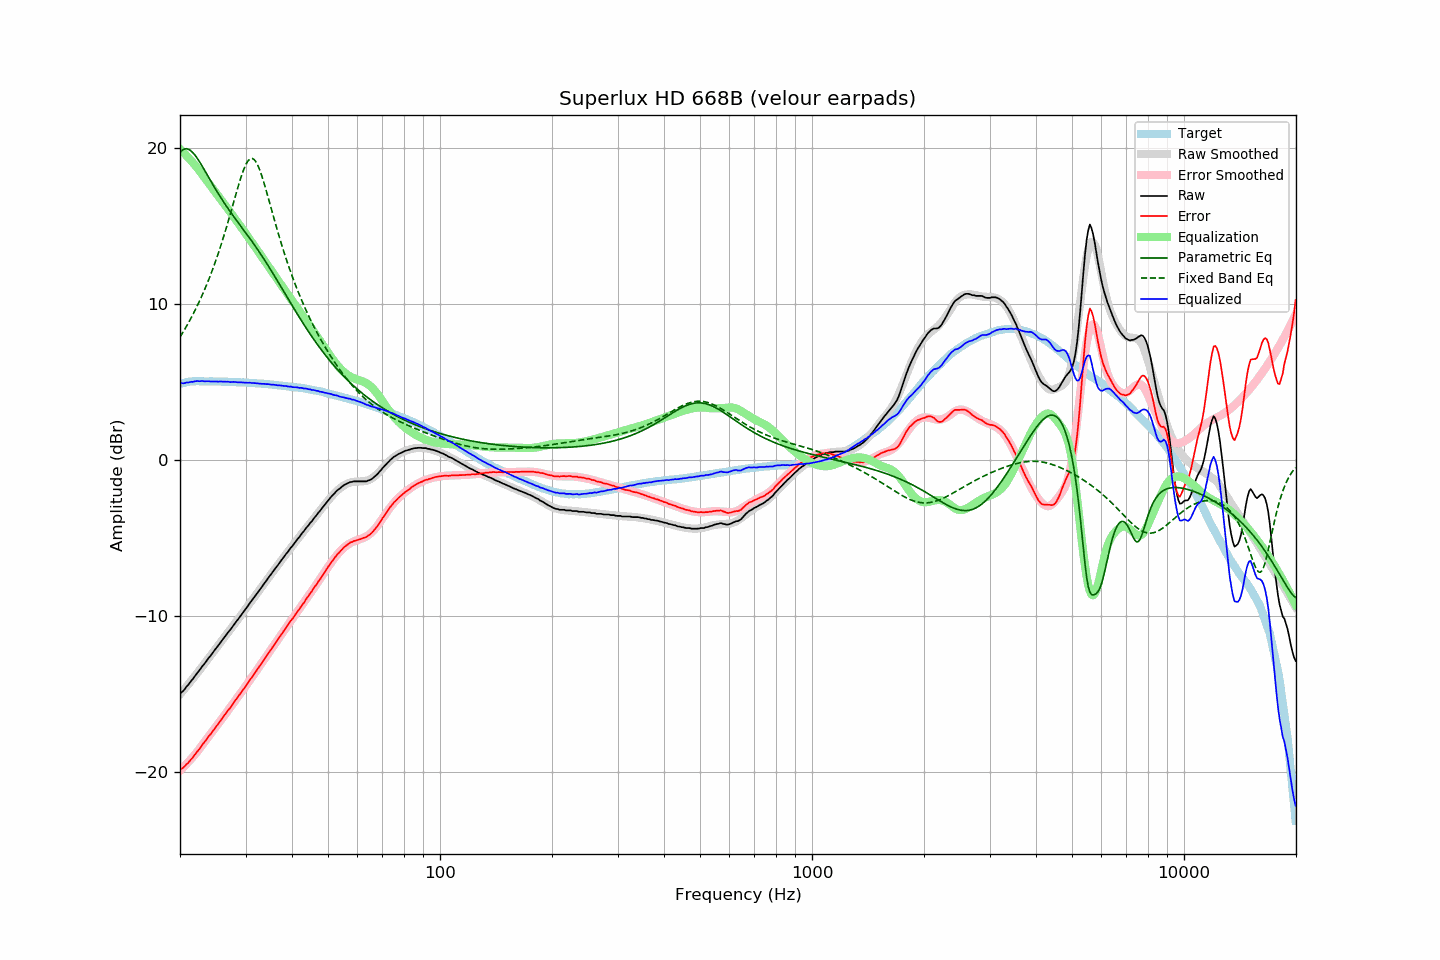 Superlux HD 668B (velour earpads)
Target
Raw Smoothed
Error Smoothed
Raw
Error
Equalization
Parametric Eq
Fixed Band Eq
Equalized
20
10
0
−10
−20
Amplitude (dBr)
100
1000
10000
Frequency (Hz)